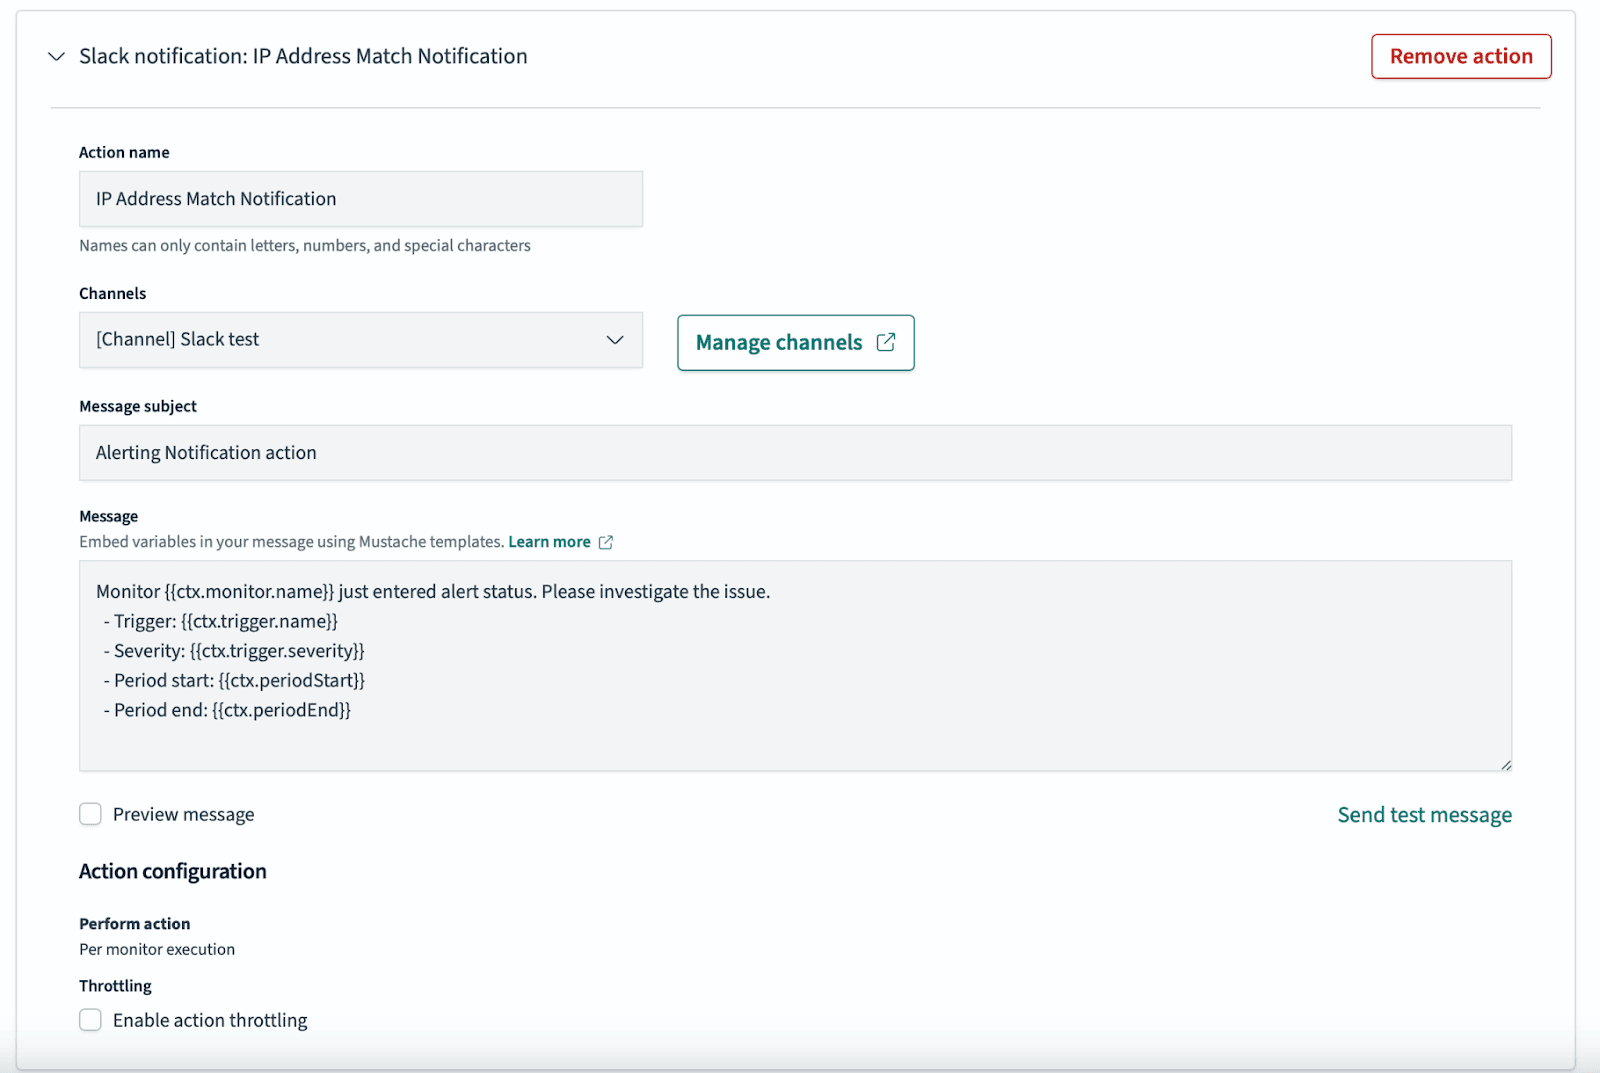 Slack notification: IP Address Match Notification
Remove action
Action name
IP Address Match Notification
Names can only contain letters, numbers, and special characters
Channels
[Channel] Slack test
Manage channels
Message subject
Alerting Notification action
Message
Embed variables in your message using Mustache templates. Learn more
Monitor {{ctx.monitor.name}} just entered alert status. Please investigate the issue.
- Trigger: {{ctx.trigger.name}}
- Severity: {{ctx.trigger.severity}}
- Period start: {{ctx.periodStart}}
- Period end: {{ctx.periodEnd}}
Preview message
Send test message
Action configuration
Perform action
Per monitor execution
Throttling
Enable action throttling